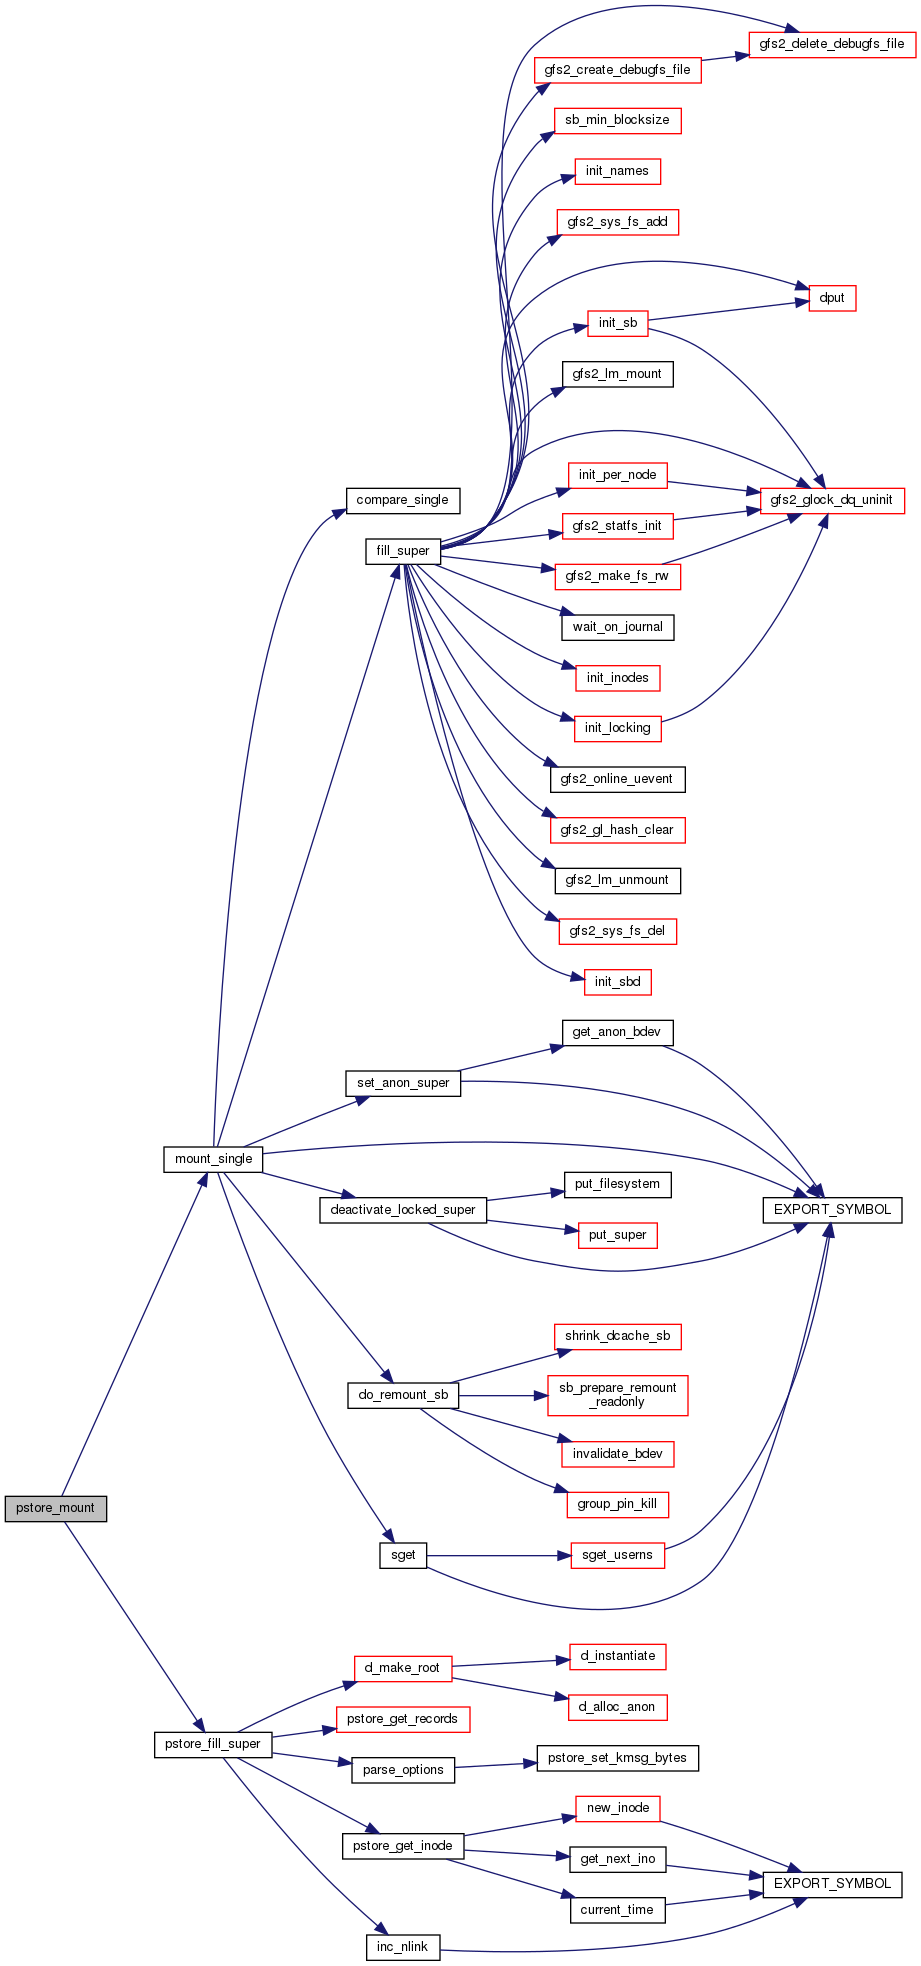 gfs2_delete_debugfs_file
gfs2_create_debugfs_file
sb_min_blocksize
init_names
gfs2_sys_fs_add
dput
init_sb
gfs2_lm_mount
init_per_node
compare_single
gfs2_glock_dq_uninit
gfs2_statfs_init
fill_super
gfs2_make_fs_rw
wait_on_journal
init_inodes
init_locking
gfs2_online_uevent
gfs2_gl_hash_clear
gfs2_lm_unmount
gfs2_sys_fs_del
init_sbd
get_anon_bdev
set_anon_super
mount_single
put_filesystem
deactivate_locked_super
EXPORT_SYMBOL
put_super
shrink_dcache_sb
do_remount_sb
sb_prepare_remount
_readonly
invalidate_bdev
group_pin_kill
pstore_mount
sget
sget_userns
d_instantiate
d_make_root
d_alloc_anon
pstore_get_records
pstore_fill_super
pstore_set_kmsg_bytes
parse_options
new_inode
pstore_get_inode
get_next_ino
EXPORT_SYMBOL
current_time
inc_nlink